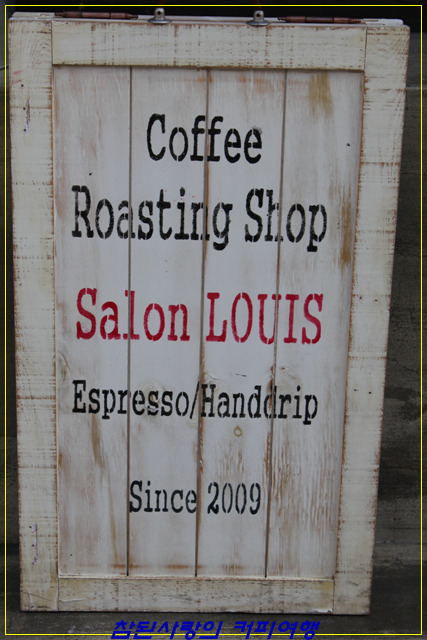 Coffee
Roasting Shop
Salon LOUIS
Espresso/Handdrip
Since 2009
참된사랑의 커피여행